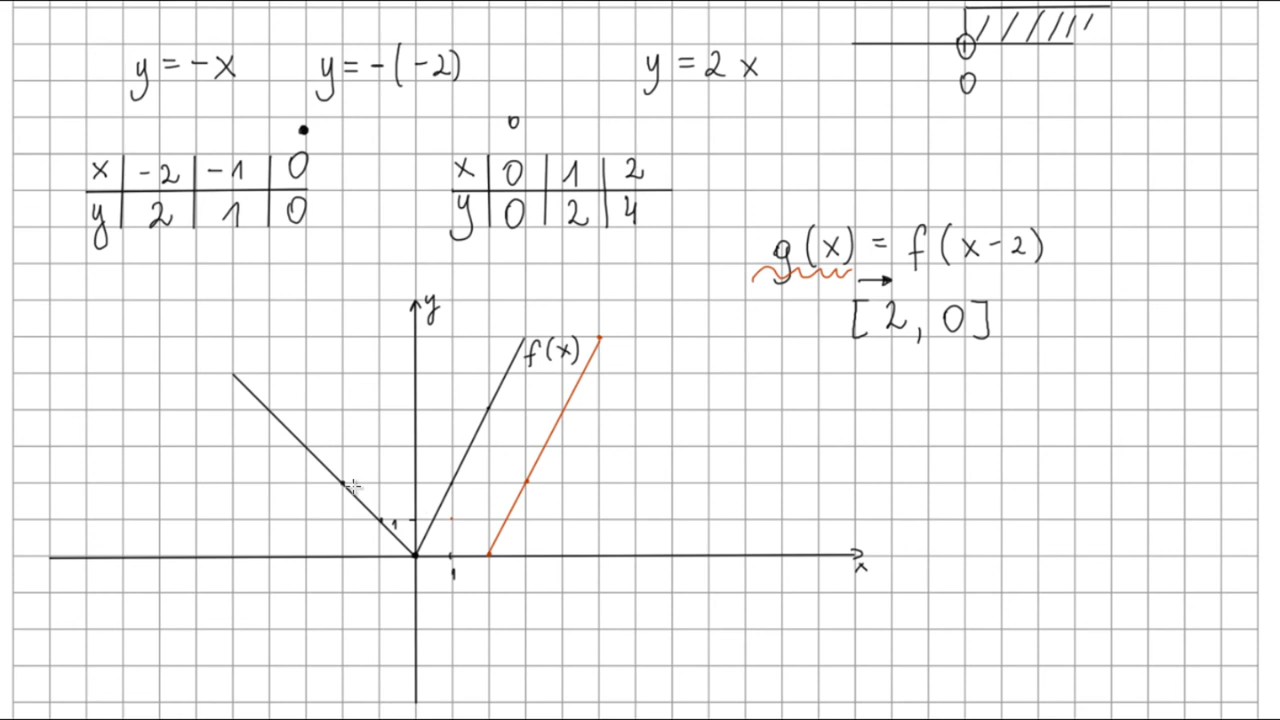 y = -x y = -(-2) y = 2x
0
x | -2 | -1 | 0
y | 2 | 1 | 0
x | 0 | 1 | 2
y | 0 | 2 | 4
g(x) = f(x-2)
[2, 0]
y
f(x)
1
1
x